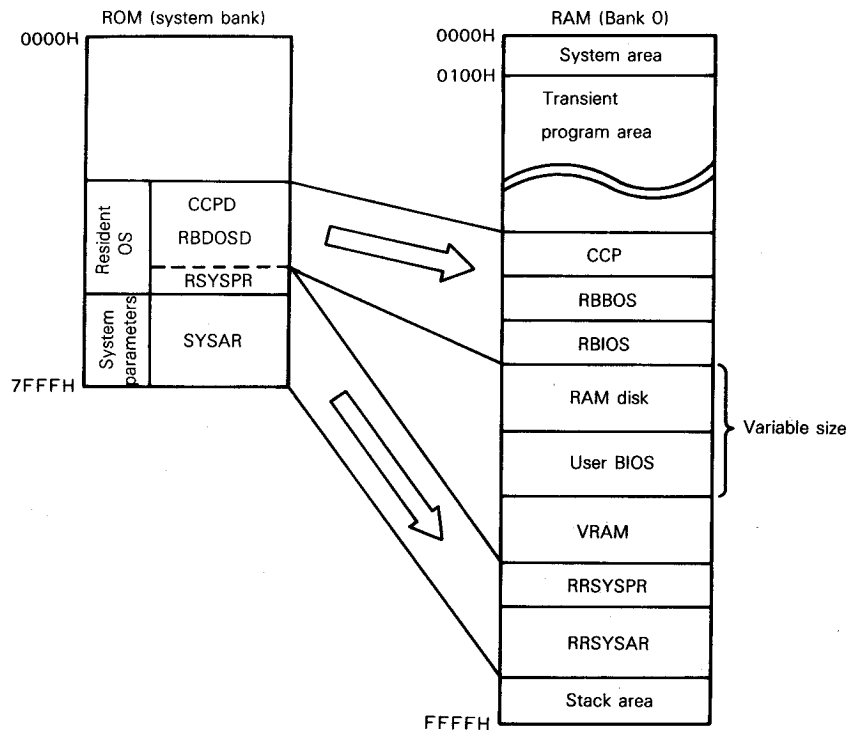 ROM (system bank)
0000H
Resident
OS
CCPD
RBDOSD
RSYSPR
System
parameters
SYSAR
7FFFH
RAM (Bank 0)
0000H
System area
0100H
Transient
program area
CCP
RBBOS
RBIOS
RAM disk
User BIOS
Variable size
VRAM
RRSYSPR
RRSYSAR
Stack area
FFFFH